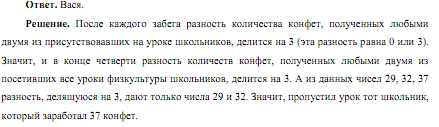 Ответ. Вася.
Решение. После каждого забега разность количества конфет, полученных любыми
двумя из присутствовавших на уроке школьников, делится на 3 (эта разность равна 0 или 3).
Значит, и в конце четверти разность количеств конфет, полученных любыми двумя из
посетивших все уроки физкультуры школьников, делится на 3. А из данных чисел 29, 32, 37
разность, делящуюся на 3, дают только числа 29 и 32. Значит, пропустил урок тот школьник,
который заработал 37 конфет.